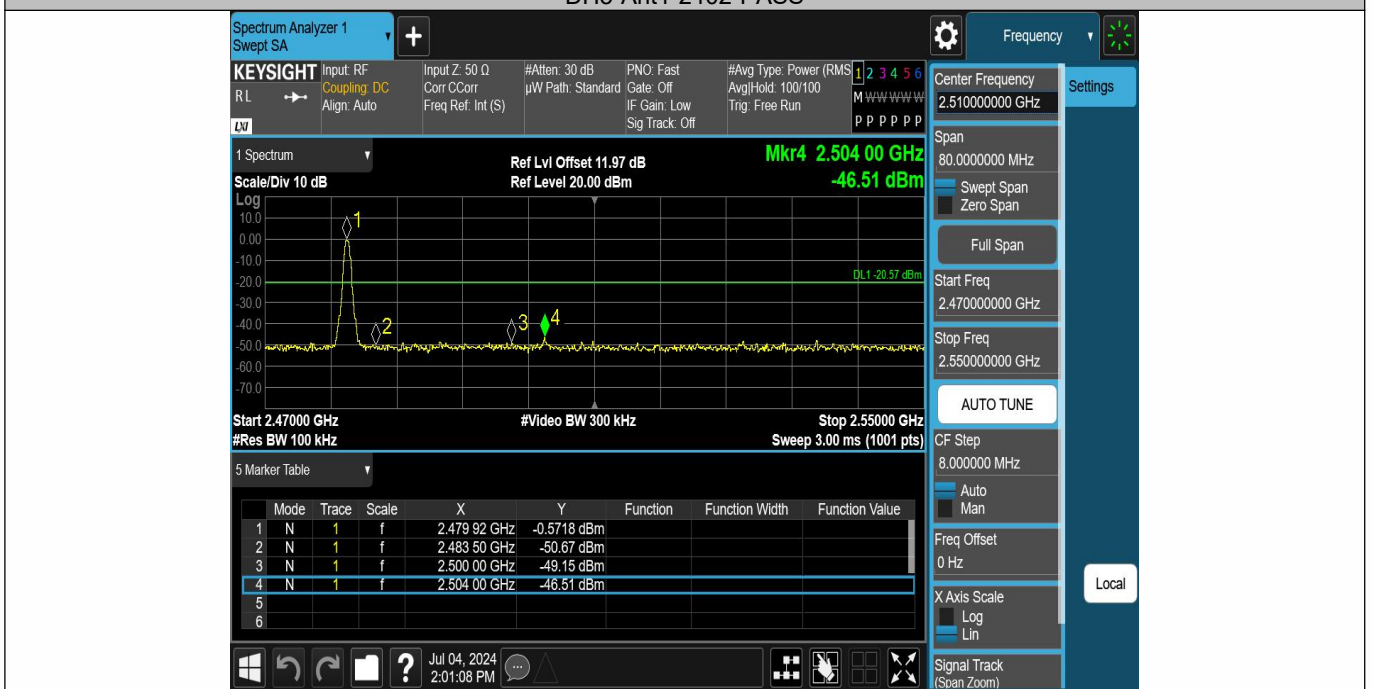 Spectrum Analyzer 1
Swept SA
+
Frequency
KEYSIGHT
RL
LXI
Input: RF
Coupling: DC
Align: Auto
Input Z: 50 Ω
Corr CCorr
Freq Ref: Int (S)
#Atten: 30 dB
µW Path: Standard
PNO: Fast
Gate: Off
IF Gain: Low
Sig Track: Off
#Avg Type: Power (RMS
Avg|Hold: 100/100
Trig: Free Run
1 2 3 4 5 6
M W W W W W
P P P P P P
1 Spectrum
Scale/Div 10 dB
Ref Lvl Offset 11.97 dB
Ref Level 20.00 dBm
Mkr4 2.504 00 GHz
-46.51 dBm
Log
10.0
0.00
-10.0
-20.0
-30.0
-40.0
-50.0
-60.0
-70.0
1
2
3
4
DL1 -20.57 dBm
Start 2.47000 GHz
#Video BW 300 kHz
Stop 2.55000 GHz
#Res BW 100 kHz
Sweep 3.00 ms (1001 pts)
5 Marker Table
Mode Trace Scale X Y Function Function Width Function Value
1 N 1 f 2.479 92 GHz -0.5718 dBm
2 N 1 f 2.483 50 GHz -50.67 dBm
3 N 1 f 2.500 00 GHz -49.15 dBm
4 N 1 f 2.504 00 GHz -46.51 dBm
5
6
?
Jul 04, 2024
2:01:08 PM
Center Frequency
2.510000000 GHz
Settings
Span
80.0000000 MHz
Swept Span
Zero Span
Full Span
Start Freq
2.470000000 GHz
Stop Freq
2.550000000 GHz
AUTO TUNE
CF Step
8.000000 MHz
Auto
Man
Freq Offset
0 Hz
Local
X Axis Scale
Log
Lin
Signal Track
(Span Zoom)